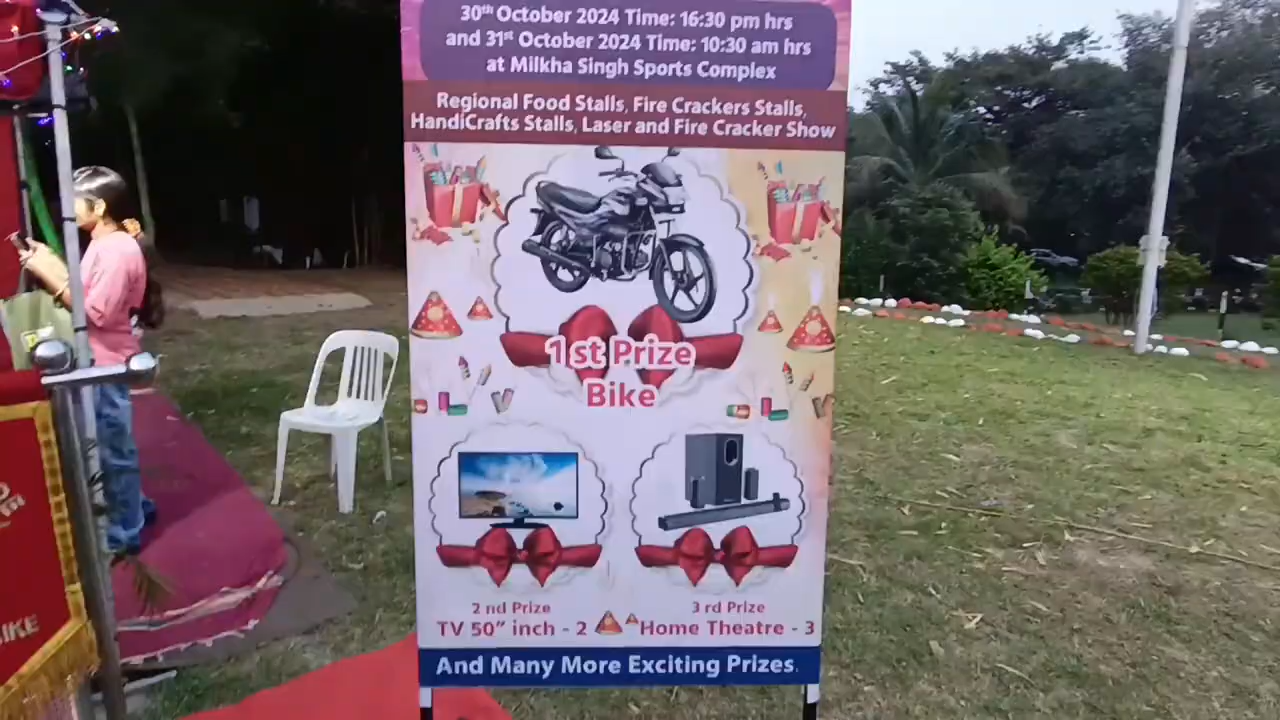 30th October 2024 Time: 16:30 pm hrs
and 31st October 2024 Time: 10:30 am hrs
at Milkha Singh Sports Complex
Regional Food Stalls, Fire Crackers Stalls,
HandiCrafts Stalls, Laser and Fire Cracker Show
1st Prize
Bike
2 nd Prize
TV 50” inch - 2
3 rd Prize
Home Theatre - 3
And Many More Exciting Prizes.